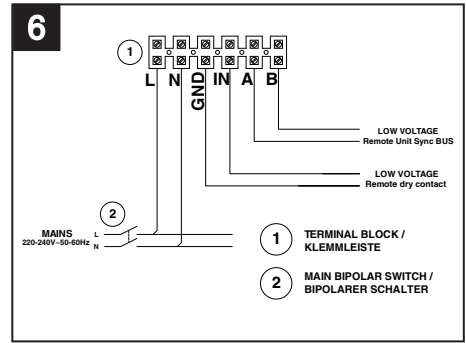 6
1
L N GND IN A B
LOW VOLTAGE
Remote Unit Sync BUS
LOW VOLTAGE
Remote dry contact
2
MAINS
220-240V~50-60Hz
L
N
1 TERMINAL BLOCK /
KLEMMLEISTE
2 MAIN BIPOLAR SWITCH /
BIPOLARER SCHALTER